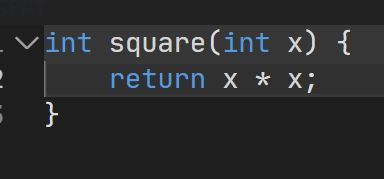 int square(int x) {
    return x * x;
}